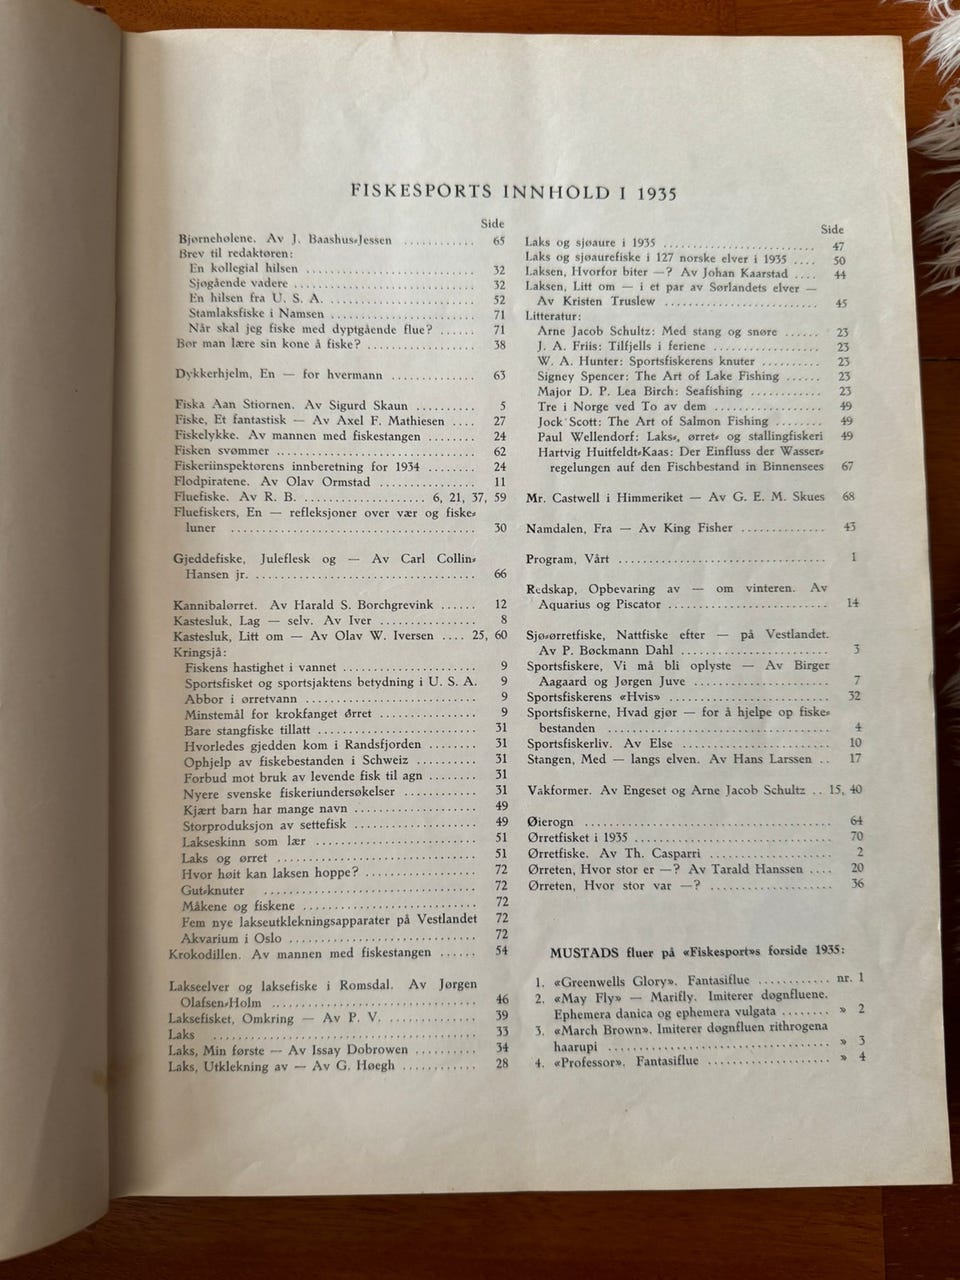 FISKESPORTS INNHOLD I 1935
Side
Bjørneholene. Av J. Baashus-Jessen ............ 65
Brev til redaktøren:
En kollegial hilsen ............................ 32
Sjøgående vadere .............................. 32
En hilsen fra U. S. A. ......................... 52
Stamlaksfiske i Namsen ......................... 71
Når skal jeg fiske med dyptgående flue? ...... 71
Bør man lære sin kone å fiske? .................. 38
Dykkerhjelm, En — for hvermann .............. 63
Fiska Aan Stiornen. Av Sigurd Skaun .......... 5
Fiske, Et fantastisk — Av Axel F. Mathiesen .... 27
Fiskelykke. Av mannen med fiskestangen ........ 24
Fisken svømmer ................................. 62
Fiskeriinspektorens innberetning for 1934 ........ 24
Flodpiratene. Av Olav Ormstad ................ 11
Fluefiske. Av R. B. .................... 6, 21, 37, 59
Fluefiskers, En — refleksjoner over vær og fiske-
luner ......................................... 30
Gjeddefiske, Juleflesk og — Av Carl Collin-
Hansen jr. ..................................... 66
Kannibalørret. Av Harald S. Borchgrevink ...... 12
Kastesluk, Lag — selv. Av Iver ................ 8
Kastesluk, Litt om — Av Olav W. Iversen .... 25, 60
Kringsjå:
Fiskens hastighet i vannet ...................... 9
Sportsfisket og sportsjaktens betydning i U. S. A. 9
Abbor i ørretvann .............................. 9
Minstemål for krokfanget Ørret .................. 9
Bare stangfiske tillatt .......................... 31
Hvorledes gjedden kom i Randsfjorden ........ 31
Ophjelp av fiskebestanden i Schweiz .......... 31
Forbud mot bruk av levende fisk til agn ........ 31
Nyere svenske fiskeriundersøkelser ............ 31
Kjært barn har mange navn .................... 49
Storproduksjon av settefisk ...................... 49
Lakseskinn som lær ........................... 51
Laks og ørret ................................. 51
Hvor høit kan laksen hoppe? ................... 72
Gut-knuter ................................... 72
Måkene og fiskene ............................. 72
Fem nye lakseutklekningsapparater på Vestlandet 72
Akvarium i Oslo ............................... 72
Krokodillen. Av mannen med fiskestangen ...... 54
Lakseelver og laksefiske i Romsdal. Av Jørgen
Olafsen-Holm .................................. 46
Laksefisket, Omkring — Av P. V. .............. 39
Laks ............................................ 33
Laks, Min første — Av Issay Dobrowen .......... 34
Laks, Utklekning av — Av G. Høegh ............ 28
Side
Laks og sjøaure i 1935 ......................... 47
Laks og sjøaurefiske i 127 norske elver i 1935 .... 50
Laksen, Hvorfor biter —? Av Johan Kaarstad .... 44
Laksen, Litt om — i et par av Sørlandets elver —
Av Kristen Truslew ........................... 45
Litteratur:
Arne Jacob Schultz: Med stang og snøre ...... 23
J. A. Friis: Tilfjells i feriene .................. 23
W. A. Hunter: Sportsfiskerens knuter .......... 23
Signey Spencer: The Art of Lake Fishing ...... 23
Major D. P. Lea Birch: Seafishing ............ 23
Tre i Norge ved To av dem .................. 49
Jock Scott: The Art of Salmon Fishing ........ 49
Paul Wellendorf: Laks-, ørret- og stallingfiskeri 49
Hartvig Huitfeldt-Kaas: Der Einfluss der Wasser-
regelungen auf den Fischbestand in Binnensees 67
Mr. Castwell i Himmeriket — Av G. E. M. Skues 68
Namdalen, Fra — Av King Fisher .............. 43
Program, Vårt ................................... 1
Redskap, Opbevaring av — om vinteren. Av
Aquarius og Piscator ........................... 14
Sjø-ørretfiske, Nattfiske efter — på Vestlandet.
Av P. Bøckmann Dahl ......................... 3
Sportsfiskere, Vi må bli oplyste — Av Birger
Aagaard og Jørgen Juve ....................... 7
Sportsfiskerens «Hvis» ........................... 32
Sportsfiskerne, Hvad gjør — for å hjelpe op fiske-
bestanden ..................................... 4
Sportsfiskerliv. Av Else ......................... 10
Stangen, Med — langs elven. Av Hans Larssen .. 17
Vakformer. Av Engeset og Arne Jacob Schultz .. 15, 40
Øierogn ........................................ 64
Ørretfisket i 1935 ................................. 70
Ørretfiske. Av Th. Casparri ..................... 2
Ørreten, Hvor stor er —? Av Tarald Hanssen .... 20
Ørreten, Hvor stor var —? ..................... 36
MUSTADS fluer på «Fiskesport»s forside 1935:
1. «Greenwells Glory». Fantasiflue ............ nr. 1
2. «May Fly» — Marifly. Imiterer døgnfluene.
Ephemera danica og ephemera vulgata ........ » 2
3. «March Brown». Imiterer døgnfluen rithrogena
haarupi ..................................... » 3
4. «Professor». Fantasiflue .................... » 4